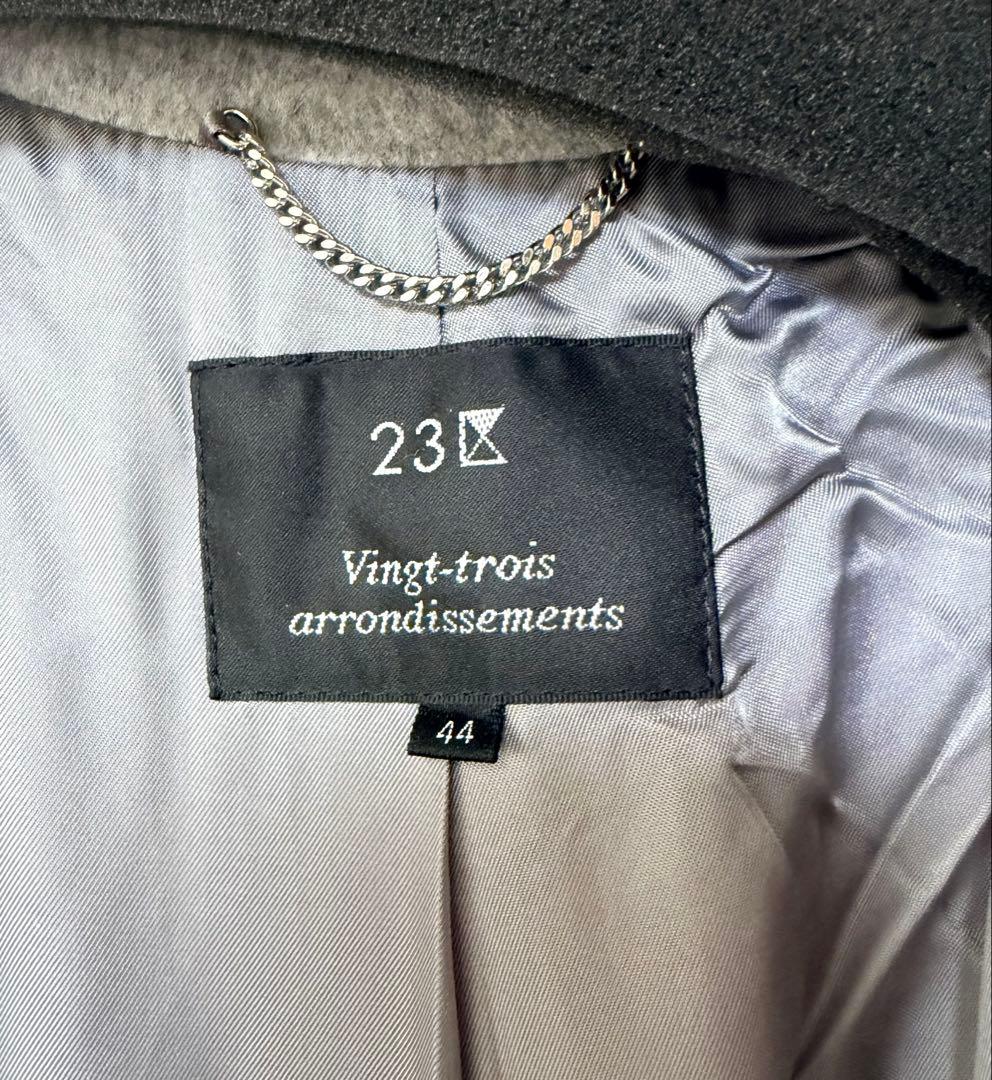 23区
Vingt-trois
arrondissements
44